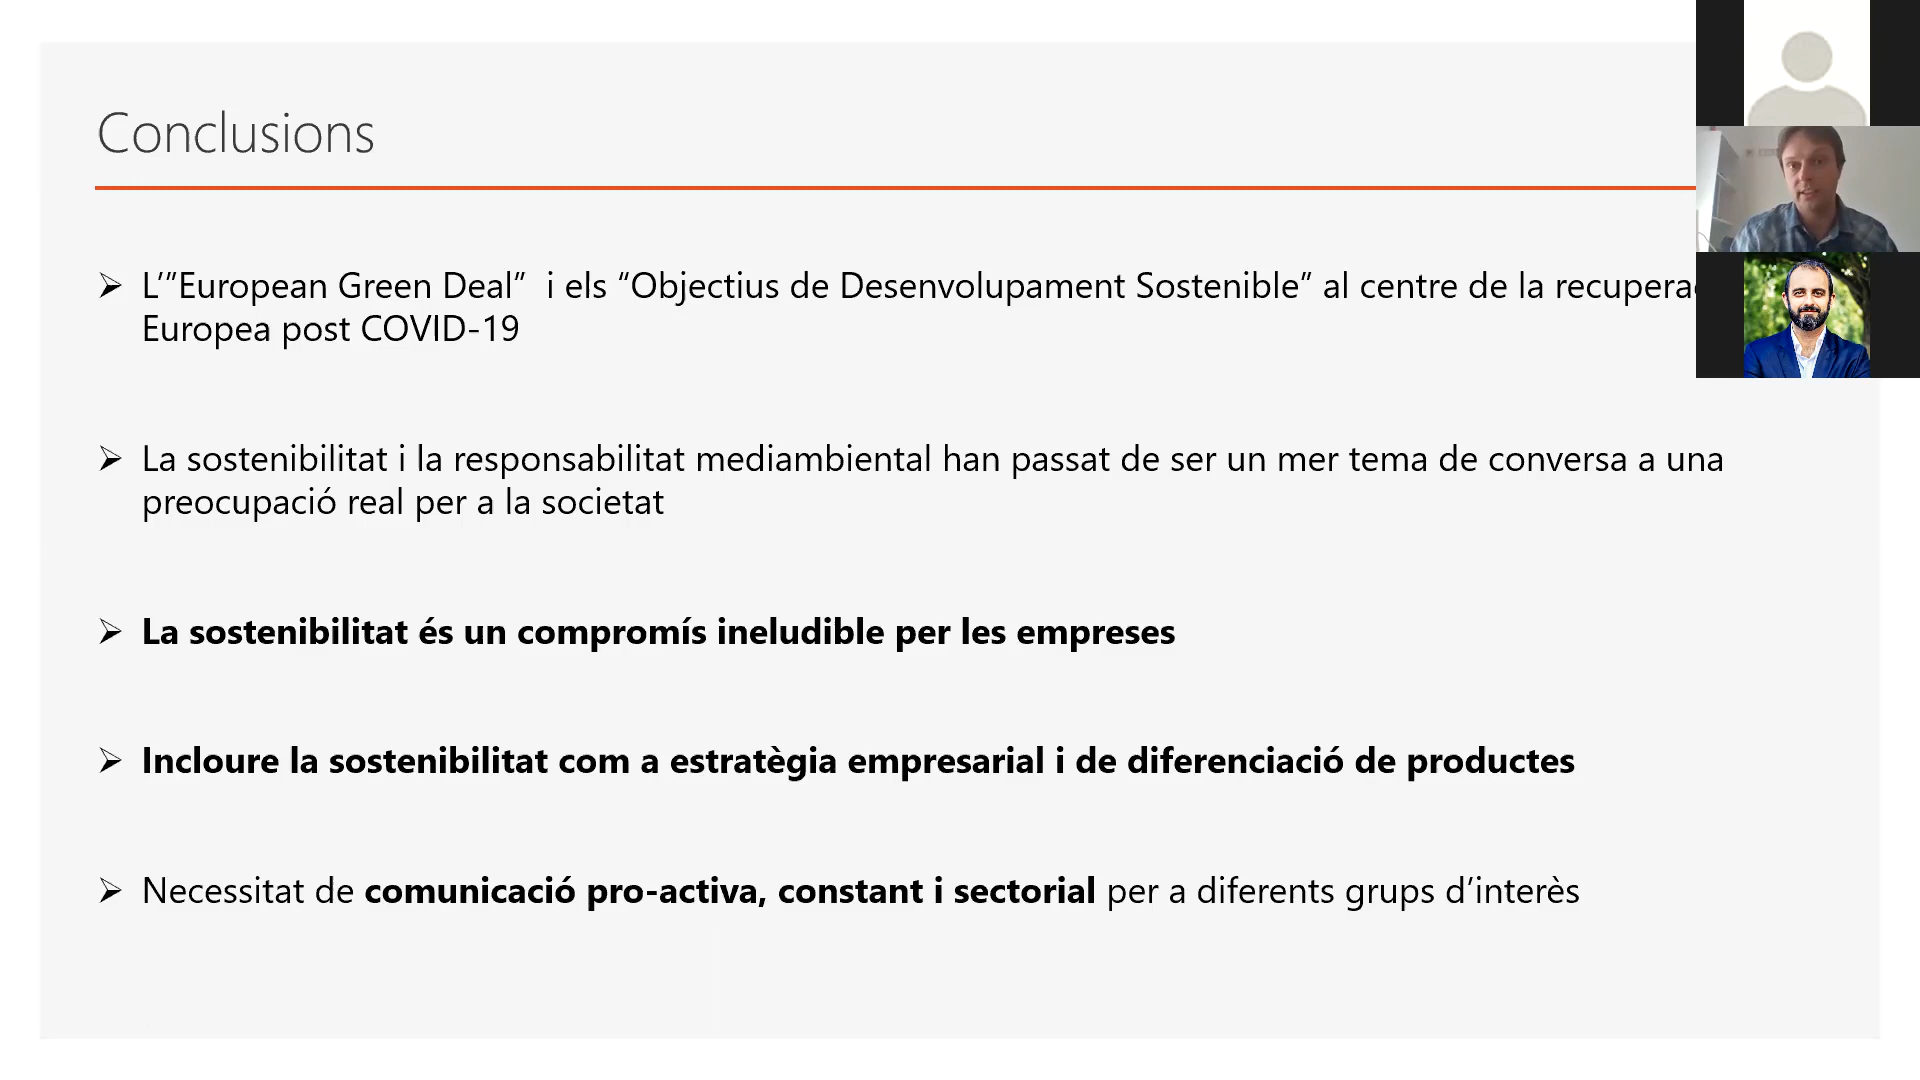 Conclusions
➢ L’”European Green Deal”  i els “Objectius de Desenvolupament Sostenible” al centre de la
Europea post COVID-19
➢ La sostenibilitat i la responsabilitat mediambiental han passat de ser un mer tema de conversa a una
preocupació real per a la societat
➢ La sostenibilitat és un compromís ineludible per les empreses
➢ Incloure la sostenibilitat com a estratègia empresarial i de diferenciació de productes
➢ Necessitat de comunicació pro-activa, constant i sectorial per a diferents grups d’interès